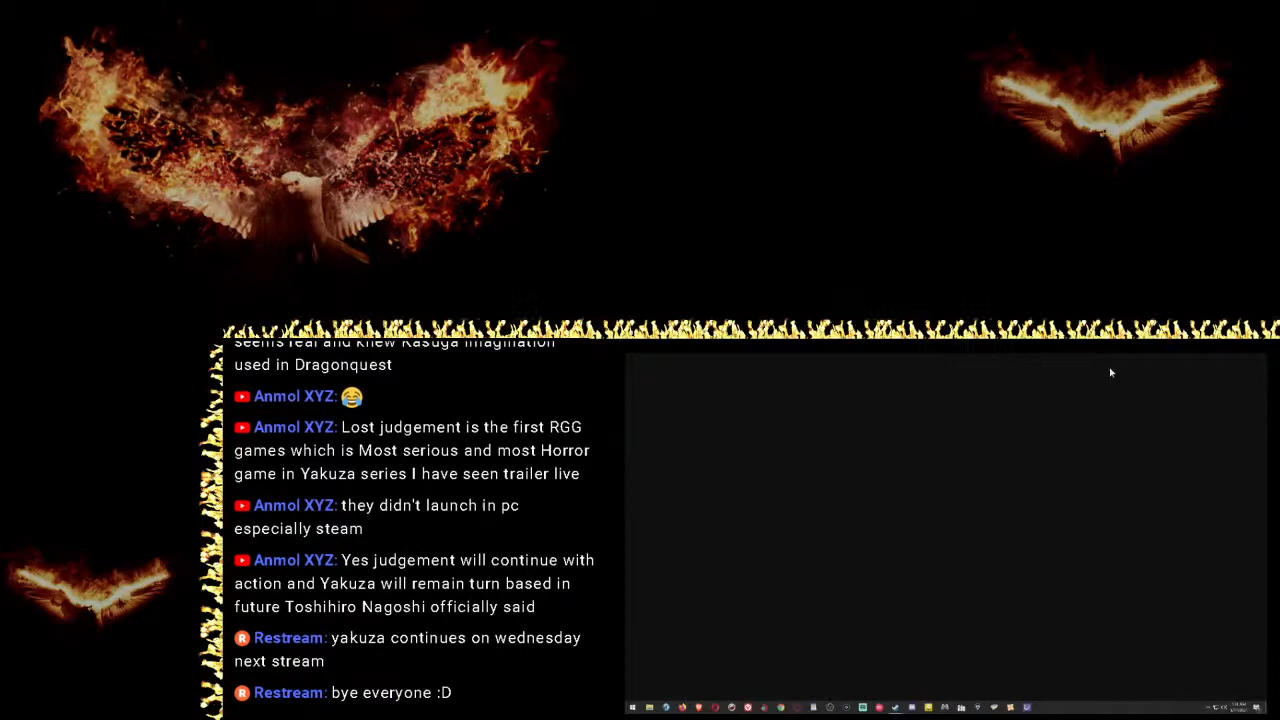 used in Dragonquest
Anmol XYZ: 😂
Anmol XYZ: Lost judgement is the first RGG
games which is Most serious and most Horror
game in Yakuza series I have seen trailer live
Anmol XYZ: they didn't launch in pc
especially steam
Anmol XYZ: Yes judgement will continue with
action and Yakuza will remain turn based in
future Toshihiro Nagoshi officially said
Restream: yakuza continues on wednesday
next stream
Restream: bye everyone :D